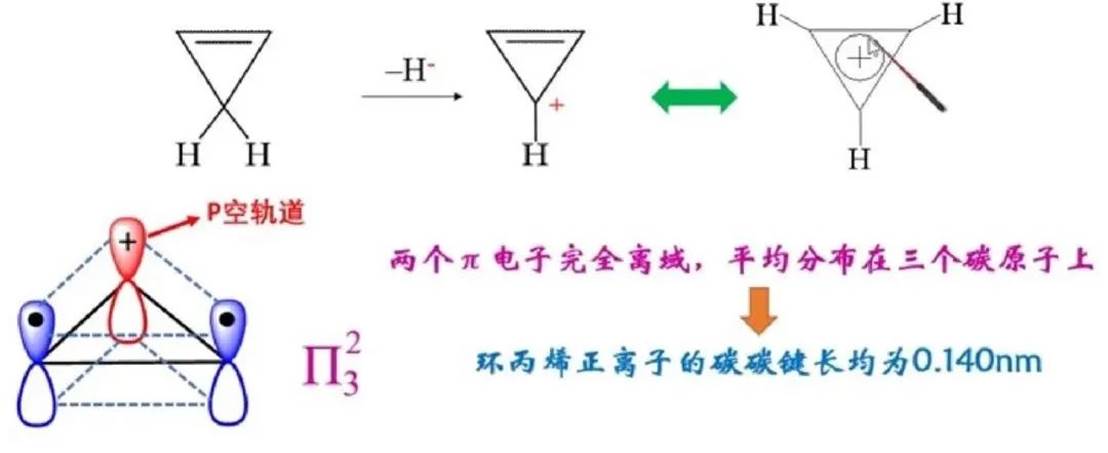 H H
–H⁻
+
H
H H
+
H
P空轨道
+
Π₃²
两个π电子完全离域，平均分布在三个碳原子上
环丙烯正离子的碳碳键长均为0.140nm